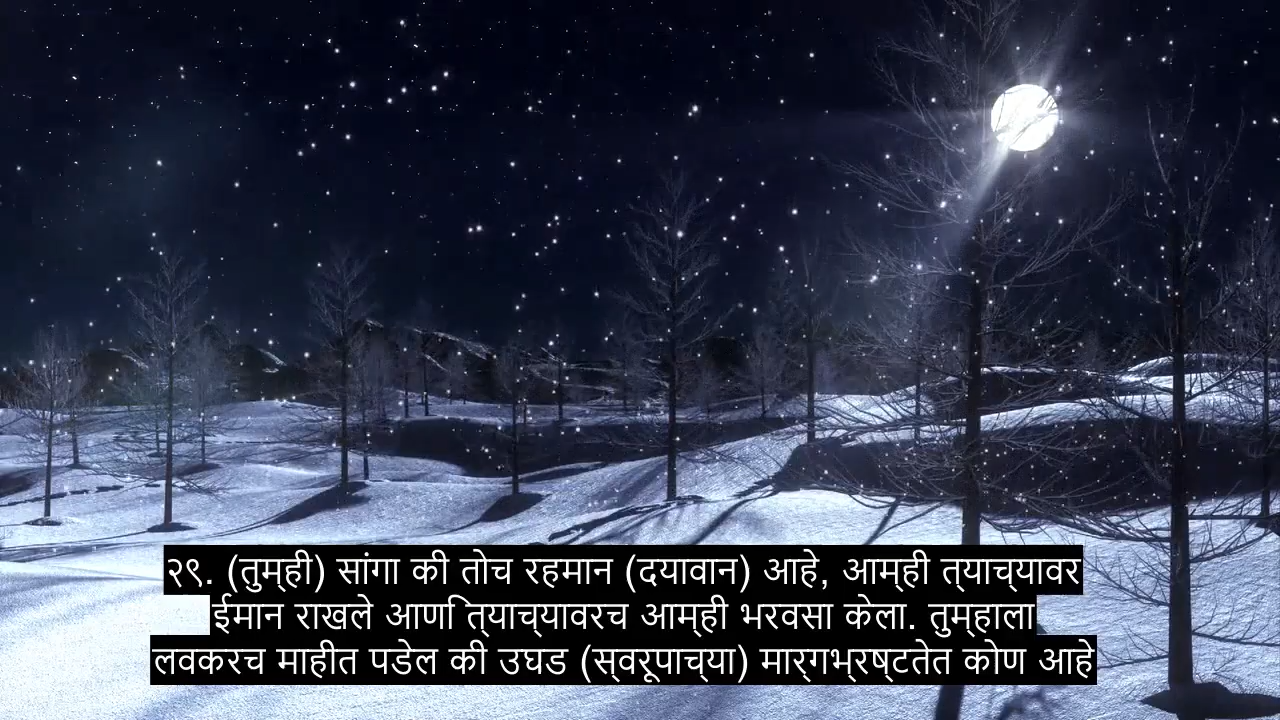 २९. (तुम्ही) सांगा की तोच रहमान (दयावान) आहे, आम्ही त्याच्यावर
ईमान राखले आणि त्याच्यावरच आम्ही भरवसा केला. तुम्हाला
लवकरच माहीत पडेल की उघड (स्वरूपाच्या) मार्गभ्रष्टतेत कोण आहे